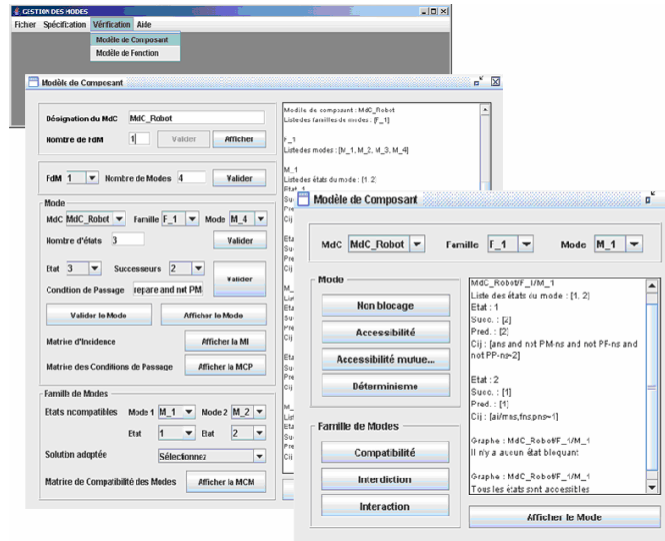 GESTION DES MODES
Fichier Spécification Vérification Aide
Modèle de Composant
Modèle de Fonction
Modèle de Composant
Désignation du MdC MdC_Robot
Nombre de FdM 1 Valider Afficher
FdM 1 Nombre de Modes 4 Valider
Mode
MdC MdC_Robot Famille F_1 Mode M_4
Nombre d'états 3 Valider
Etat 3 Successeurs 2 Valider
Condition de Passage repare and not PM
Valider le Mode Afficher le Mode
Matrice d'Incidence Afficher la MI
Matrie des Conditions de Passage Afficher la MCP
Famille de Modes
Etats incompatibles Mode 1 M_1 Mode 2 M_2
Etat 1 Etat 2
Solution adoptée Sélectionnez
Matrice de Compatibilité des Modes Afficher la MCM
Modèle de composant : MdC_Robot
Liste des familles de modes : [F_1]
F_1
Liste des modes : [M_1, M_2, M_3, M_4]
M_1
Liste des états du mode : [1, 2]
Etat : 1
Modèle de Composant
MdC MdC_Robot Famille F_1 Mode M_1
Mode
Non blocage
Accessibilité
Accessibilité mutue...
Déterminisme
Famille de Modes
Compatibilité
Interdiction
Interaction
MdC_Robot/F_1/M_1
Liste des états du mode : [1, 2]
Etat : 1
Succ. : [2]
Pred. : [2]
Cij : [ans and not PM-ns and not PF-ns and
not PP-ns~2]
Etat : 2
Succ. : [1]
Pred. : [1]
Graphe : MdC_Robot/F_1/M_1
Il n'y a aucun état bloquant
Graphe : MdC_Robot/F_1/M_1
Tous les états sont accessibles
Afficher le Mode